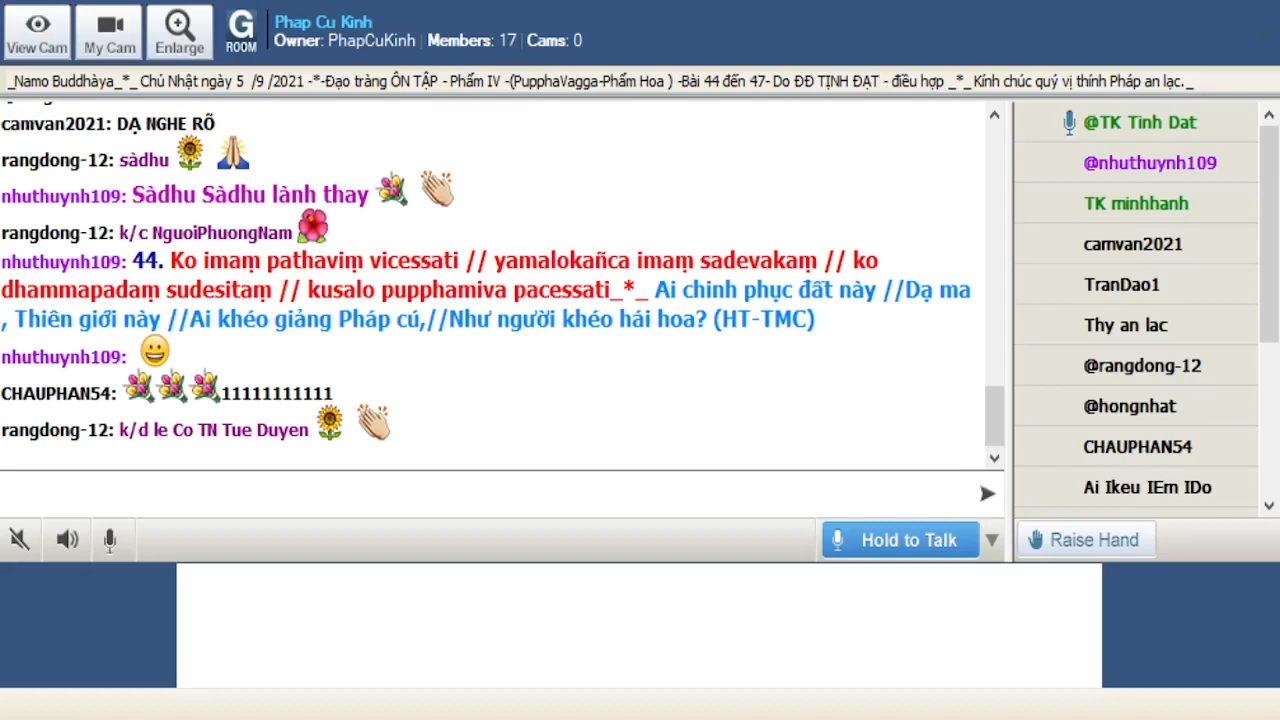 View Cam
My Cam
Enlarge
G
ROOM
Phap Cu Kinh
Owner: PhapCuKinh | Members: 17 | Cams: 0
_Namo Buddhàya_*_ Chủ Nhật ngày 5 /9 /2021 -*-Đạo tràng ÔN TẬP - Phẩm IV -(PupphaVagga-Phẩm Hoa ) -Bài 44 đến 47- Do ĐĐ TỊNH ĐẠT - điều hợp _*_ Kính chúc quý vị thính Pháp an lạc._
camvan2021: DẠ NGHE RÕ
rangdong-12: sàdhu
nhuthuynh109: Sàdhu Sàdhu lành thay
rangdong-12: k/c NguoiPhuongNam
nhuthuynh109: 44. Ko imaṃ pathaviṃ vicessati // yamalokañca imaṃ sadevakaṃ // ko
dhammapadaṃ sudesitaṃ // kusalo pupphamiva pacessati_*_ Ai chinh phục đất này //Dạ ma
, Thiên giới này //Ai khéo giảng Pháp cú,//Như người khéo hái hoa? (HT-TMC)
nhuthuynh109:
CHAUPHAN54: 11111111111
rangdong-12: k/d le Co TN Tue Duyen
@TK Tinh Dat
@nhuthuynh109
TK minhhanh
camvan2021
TranDao1
Thy an lac
@rangdong-12
@hongnhat
CHAUPHAN54
Ai Ikeu IEm IDo
Hold to Talk
Raise Hand